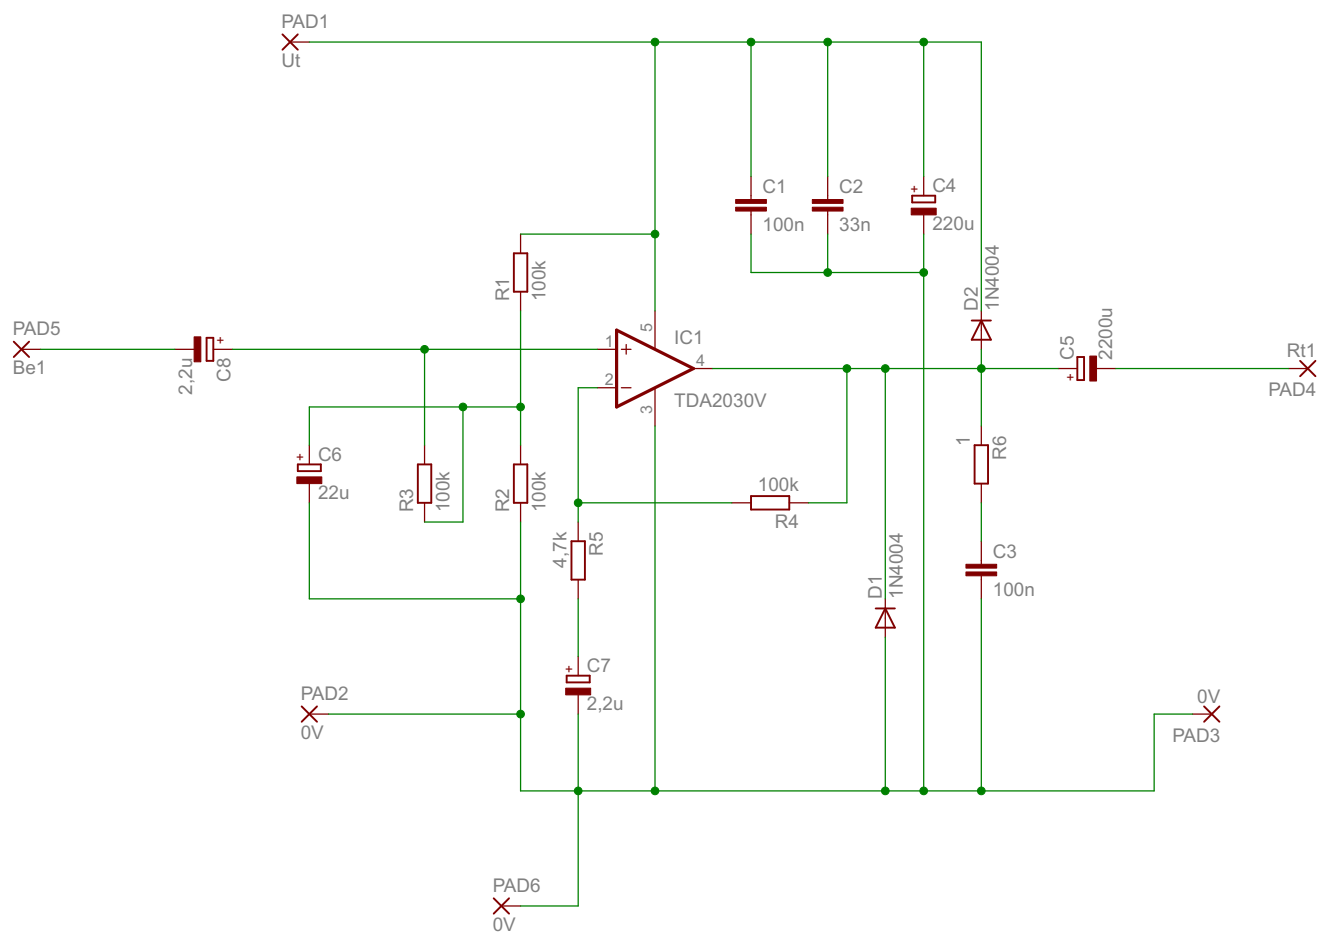 PAD1
Ut
C1
100n
C2
33n
C4
220u
R1
100k
D2
1N4004
PAD5
Be1
2,2u
C8
1
2
5
3
4
IC1
TDA2030V
C5
2200u
Rt1
PAD4
C6
22u
R3
100k
R2
100k
100k
R4
1
R6
4,7k
R5
D1
1N4004
C3
100n
C7
2,2u
PAD2
0V
0V
PAD3
PAD6
0V